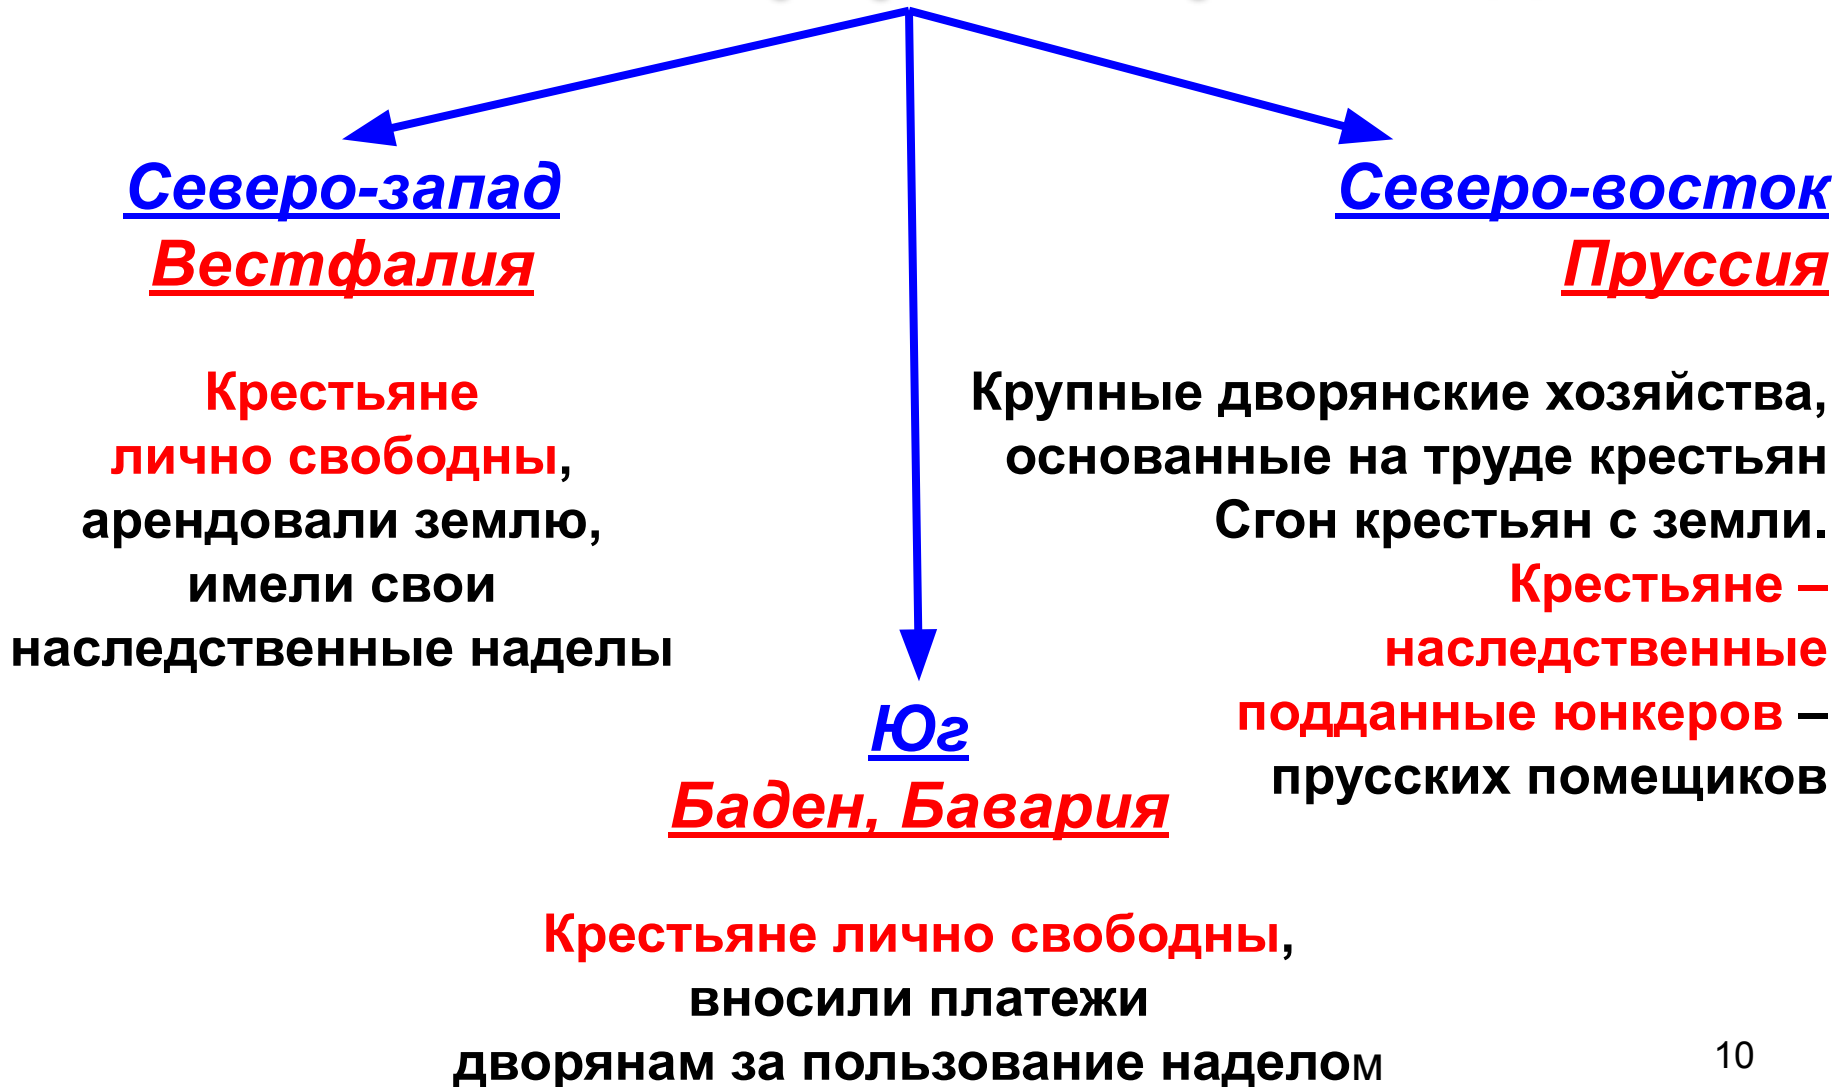 Северо-запад
Вестфалия
Крестьяне
лично свободны,
арендовали землю,
имели свои
наследственные наделы
Северо-восток
Пруссия
Крупные дворянские хозяйства,
основанные на труде крестьян
Сгон крестьян с земли.
Крестьяне –
наследственные
подданные юнкеров –
прусских помещиков
Юг
Баден, Бавария
Крестьяне лично свободны,
вносили платежи
дворянам за пользование наделом
10